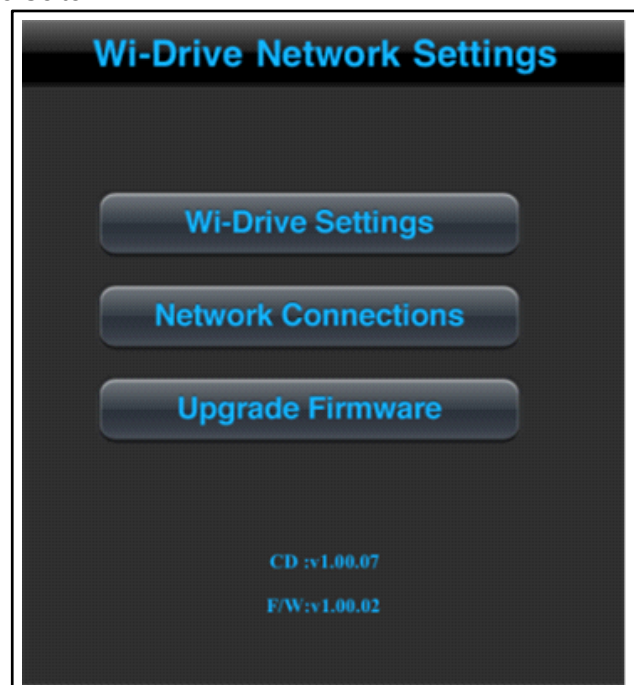 Wi-Drive Network Settings
Wi-Drive Settings
Network Connections
Upgrade Firmware
CD :v1.00.07
F/W:v1.00.02